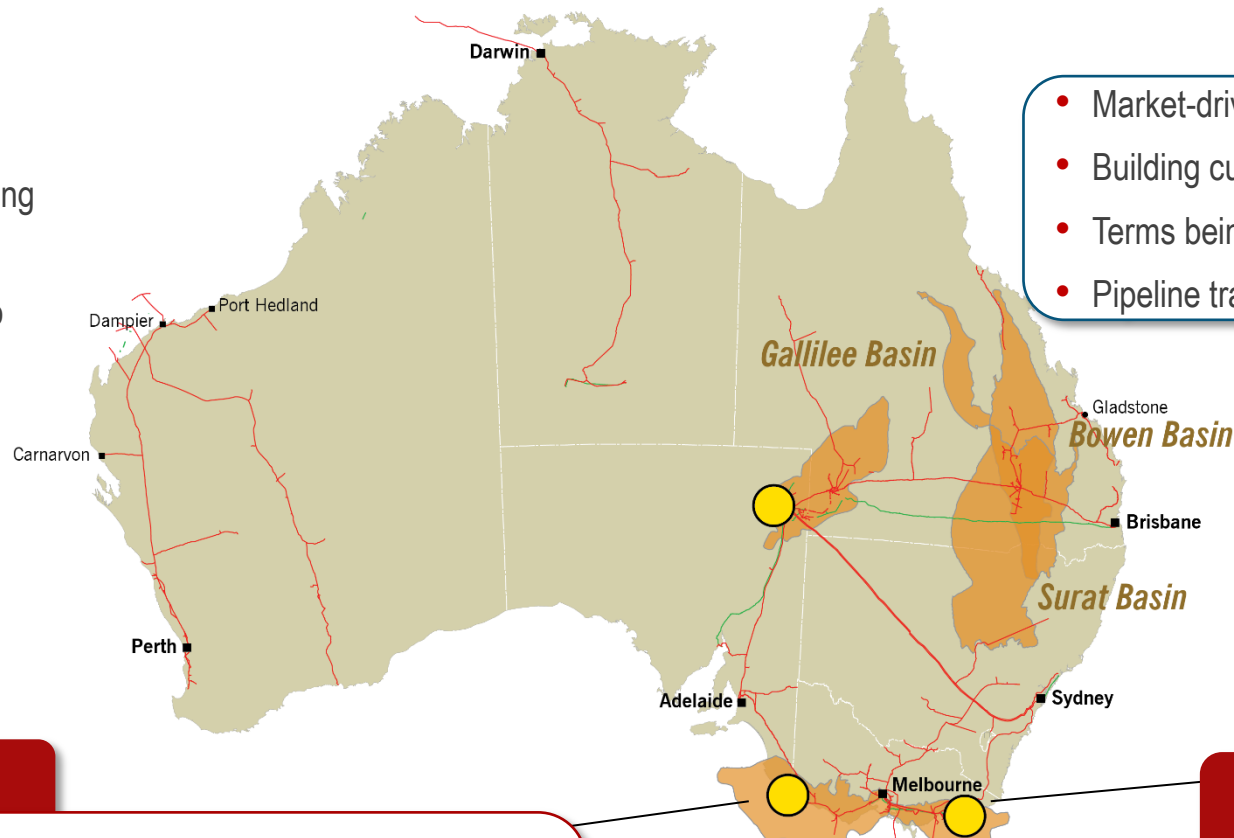 Darwin
• Market-driv
• Building cu
• Terms bein
• Pipeline tra
ing
Port Hedland
Dampier
Gallilee Basin
Gladstone
Bowen Basin
Carnarvon
Brisbane
Surat Basin
Perth
Adelaide
Sydney
Melbourne